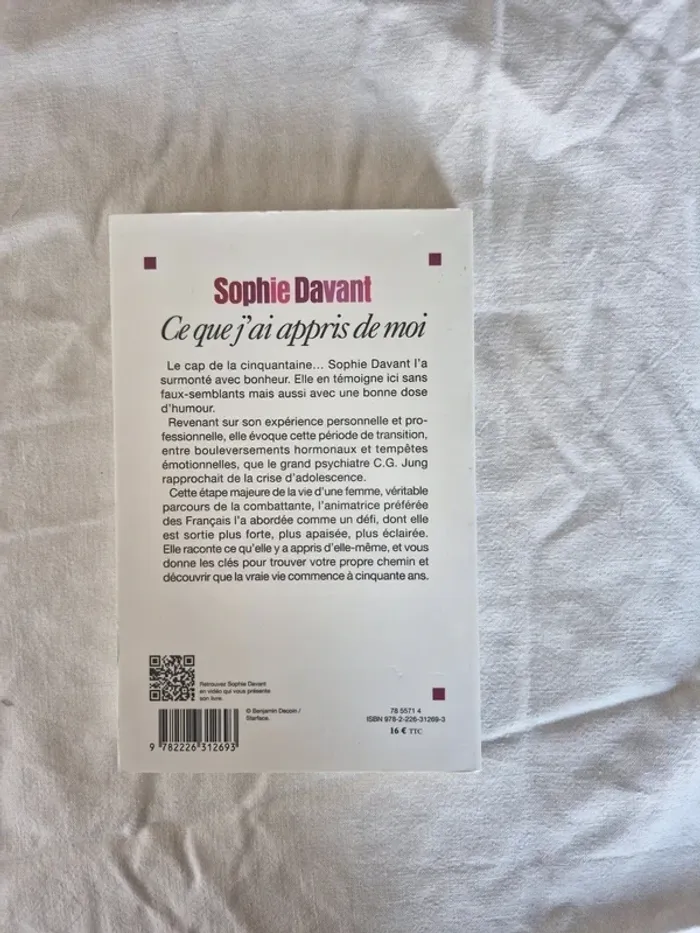 Sophie Davant
Ce que j'ai appris de moi
Le cap de la cinquantaine... Sophie Davant l'a
surmonté avec bonheur. Elle en témoigne ici sans
faux-semblants mais aussi avec une bonne dose
d'humour.
Revenant sur son expérience personnelle et pro-
fessionnelle, elle évoque cette période de transition,
entre bouleversements hormonaux et tempêtes
émotionnelles, que le grand psychiatre C.G. Jung
rapprochait de la crise d'adolescence.
Cette étape majeure de la vie d'une femme, véritable
parcours de la combattante, l'animatrice préférée
des Français l'a abordée comme un défi, dont elle
est sortie plus forte, plus apaisée, plus éclairée.
Elle raconte ce qu'elle y a appris d'elle-même, et vous
donne les clés pour trouver votre propre chemin et
découvrir que la vraie vie commence à cinquante ans.
Retrouvez Sophie Davant
en vidéo qui vous présente
son livre.
© Benjamin Decoin /
Starface.
9 782226 312693
78 5571 4
ISBN 978-2-226-31269-3
16 € TTC